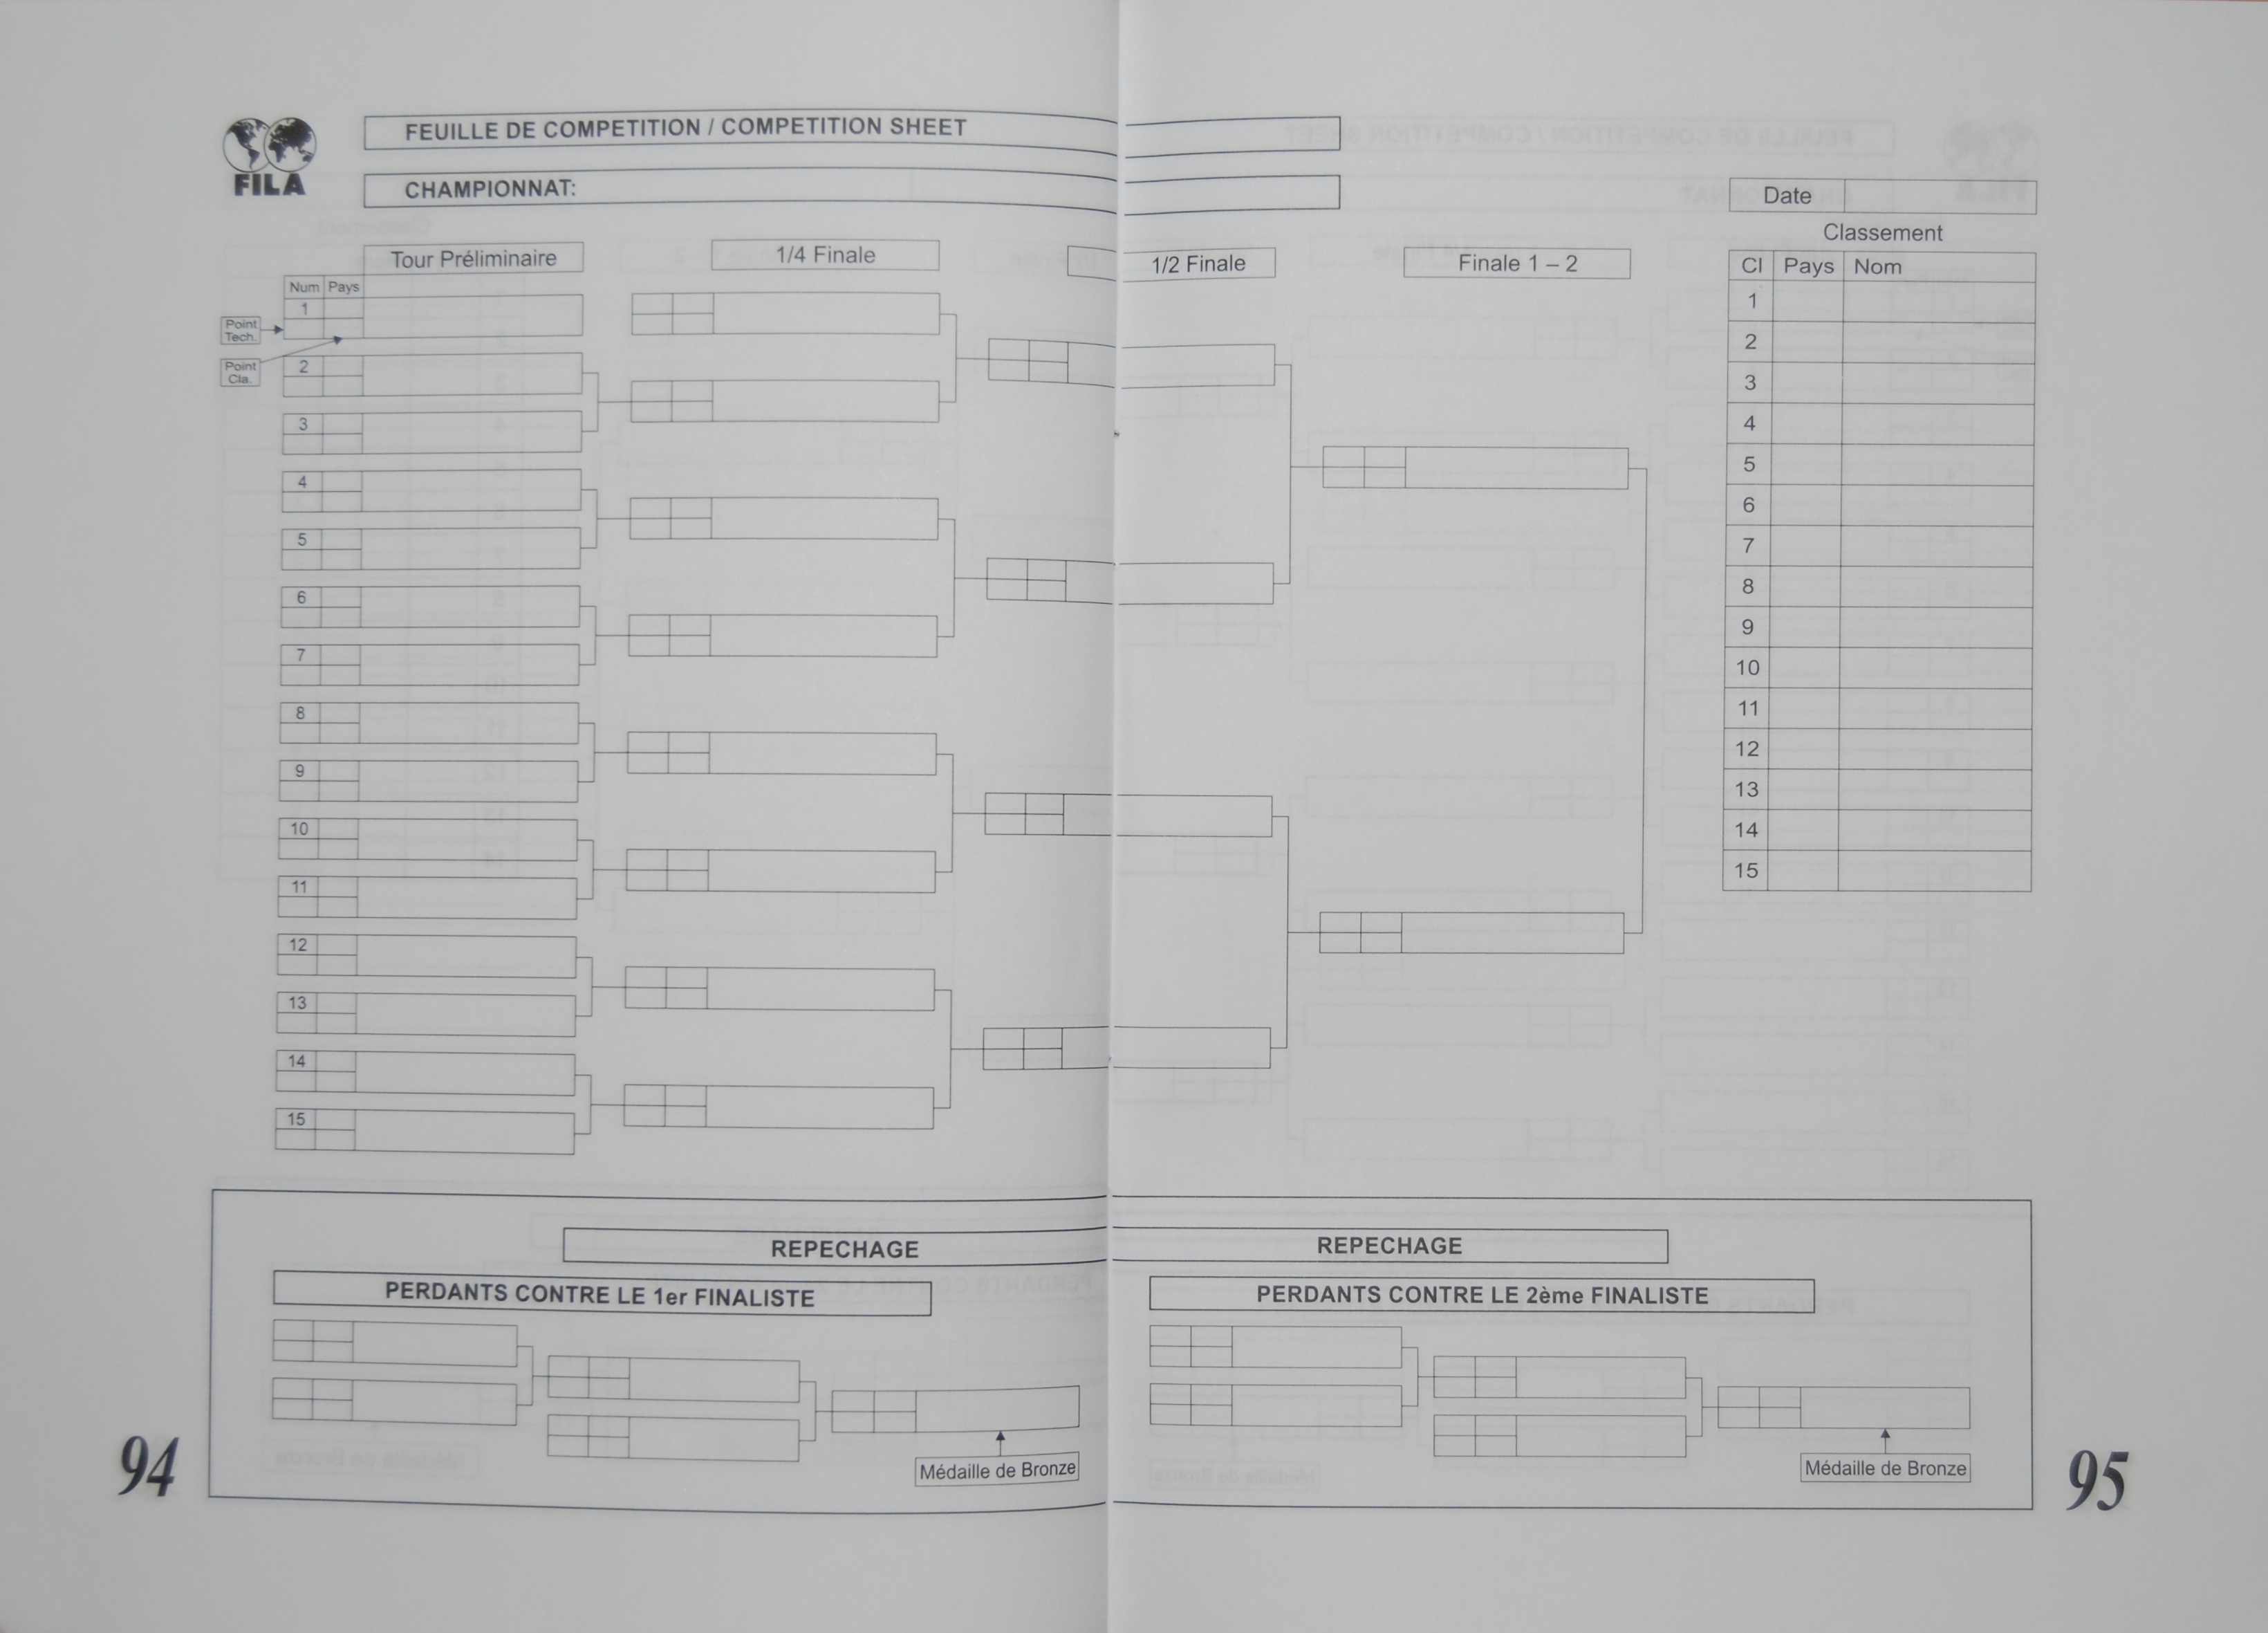 FILA
FEUILLE DE COMPETITION / COMPETITION SHEET
CHAMPIONNAT:
Tour Préliminaire
1/4 Finale
1/2 Finale
Finale 1 – 2
Num Pays
Point Tech.
Point Cla.
1
2
3
4
5
6
7
8
9
10
11
12
13
14
15
Date
Classement
Cl Pays Nom
1
2
3
4
5
6
7
8
9
10
11
12
13
14
15
REPECHAGE
PERDANTS CONTRE LE 1er FINALISTE
Médaille de Bronze
94
REPECHAGE
PERDANTS CONTRE LE 2ème FINALISTE
Médaille de Bronze
95